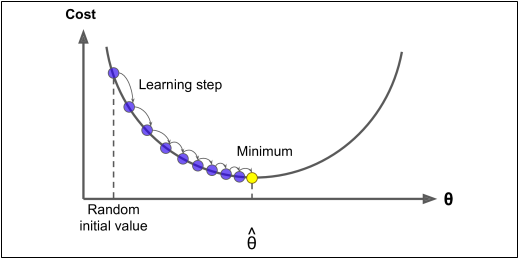 Cost
Learning step
Minimum
θ
Random
initial value
θ̂